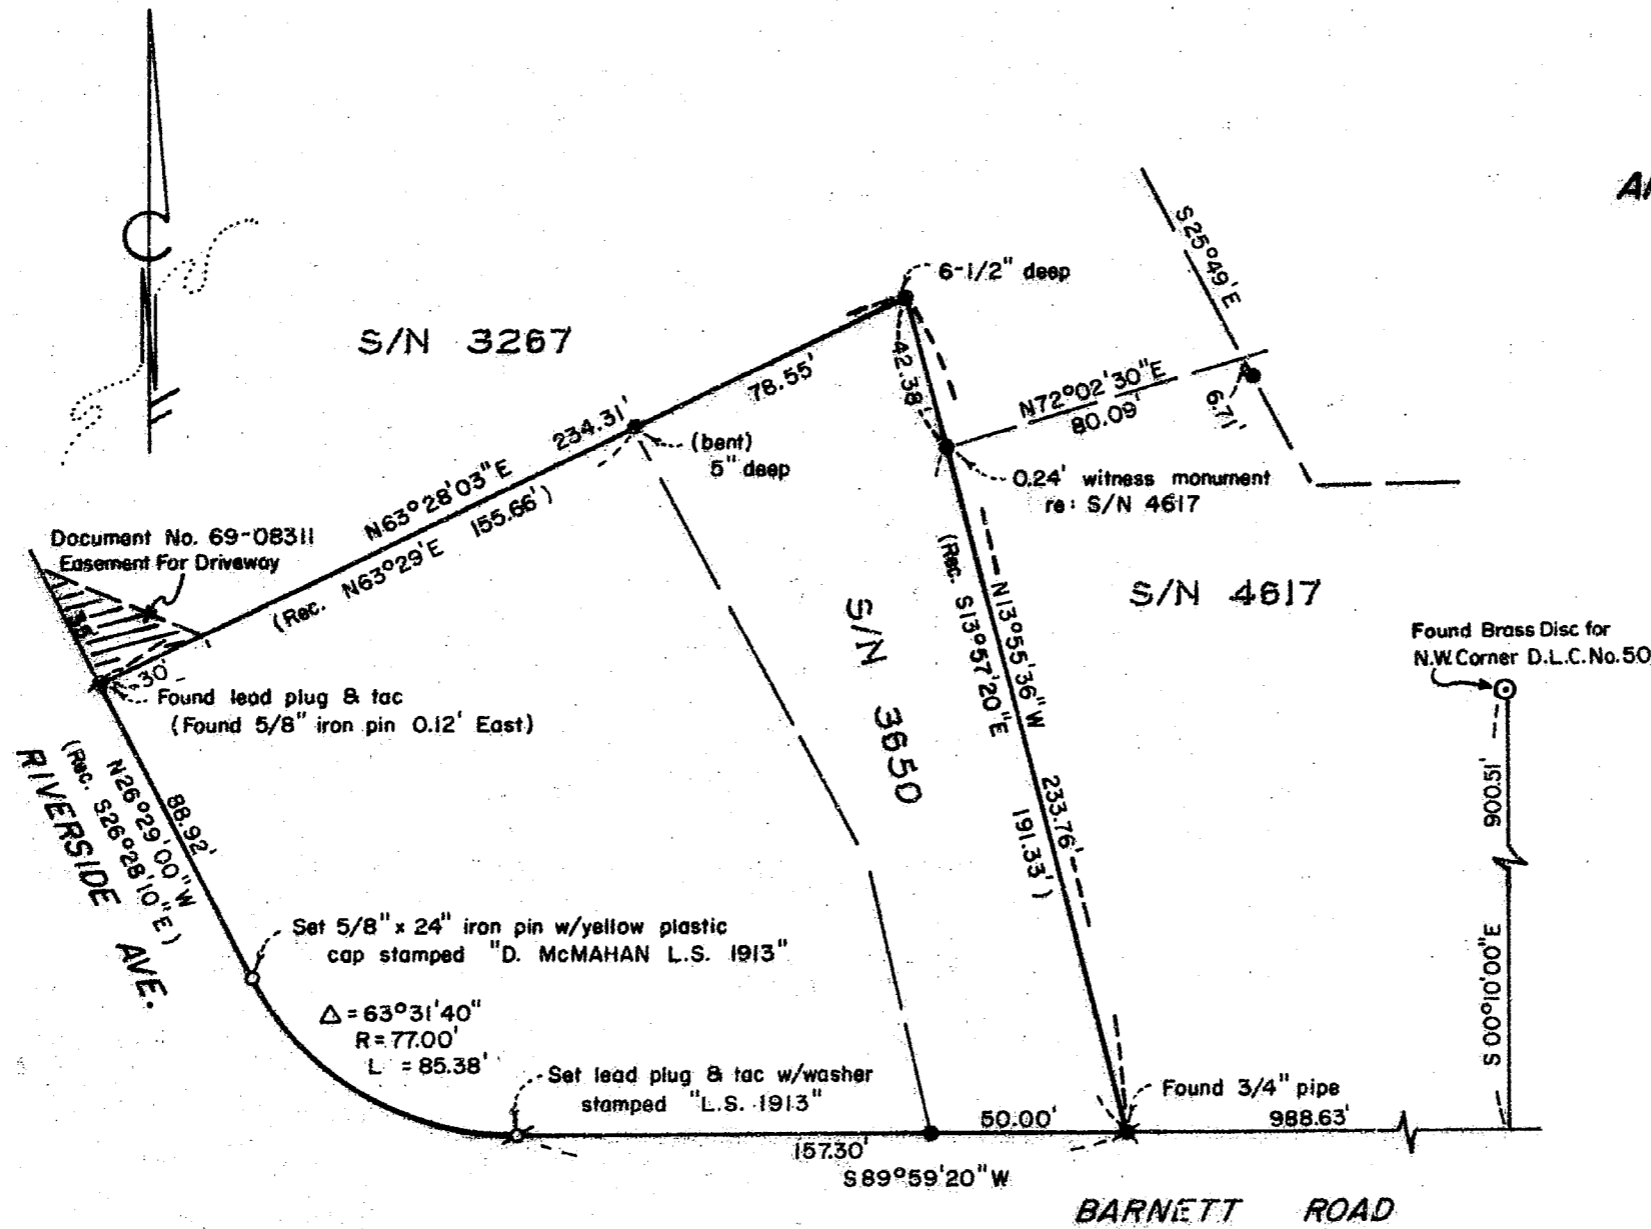 S25°49'E
6-1/2" deep
S/N 3267
42.38'
78.55'
N72°02'30"E
80.09'
6.71'
234.31'
(bent)
5" deep
0.24' witness monument
re: S/N 4617
N63°28'03"E
(Rec. N63°29'E 155.66')
Document No. 69-08311
Easement For Driveway
(Rec. S13°57'20"E 191.33')
N13°55'36"W
233.76'
S/N 4617
S/N 3650
Found Brass Disc for
N.W. Corner D.L.C. No. 50
30'
Found lead plug & tac
(Found 5/8" iron pin 0.12' East)
900.51'
S 00°10'00"E
88.92'
N26°29'00"W
(Rec. S26°28'10"E)
RIVERSIDE AVE.
Set 5/8" x 24" iron pin w/yellow plastic
cap stamped "D. McMAHAN L.S. 1913"
Δ = 63°31'40"
R = 77.00'
L = 85.38'
Set lead plug & tac w/washer
stamped "L.S. 1913"
Found 3/4" pipe
50.00'
988.63'
157.30'
S89°59'20"W
BARNETT ROAD